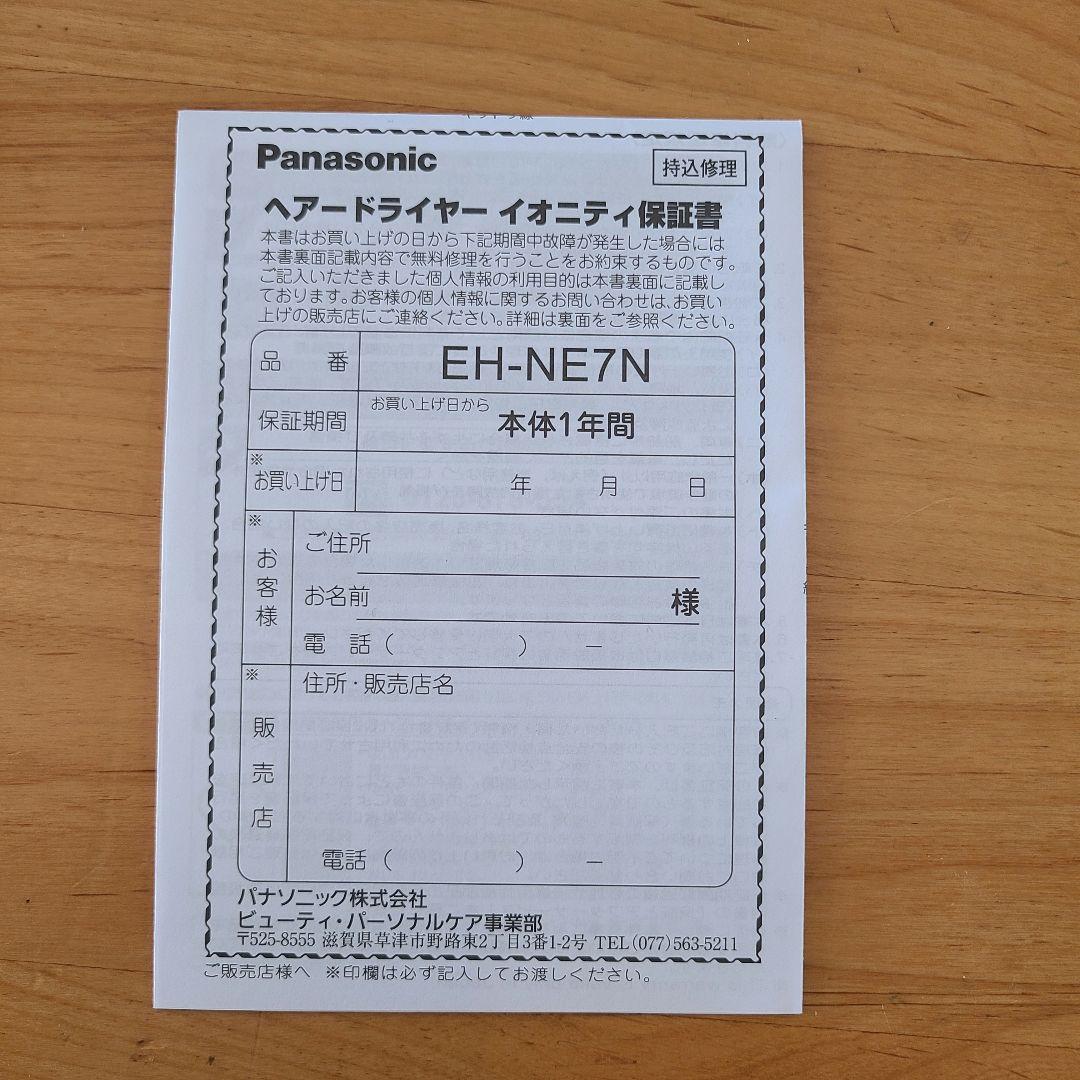 Panasonic
持込修理
ヘアードライヤー イオニティ保証書
本書はお買い上げの日から下記期間中故障が発生した場合には
本書裏面記載内容で無料修理を行うことをお約束するものです。
ご記入いただきました個人情報の利用目的は本書裏面に記載し
ております。お客様の個人情報に関するお問い合わせは、お買い
上げの販売店にご連絡ください。詳細は裏面をご参照ください。
品番 EH-NE7N
保証期間 お買い上げ日から 本体1年間
※お買い上げ日 年 月 日
※お客様
ご住所
お名前 様
電話( ) －
※販売店
住所・販売店名
電話( ) －
パナソニック株式会社
ビューティ・パーソナルケア事業部
〒525-8555 滋賀県草津市野路東2丁目3番1-2号 TEL(077)563-5211
ご販売店様へ ※印欄は必ず記入してお渡しください。